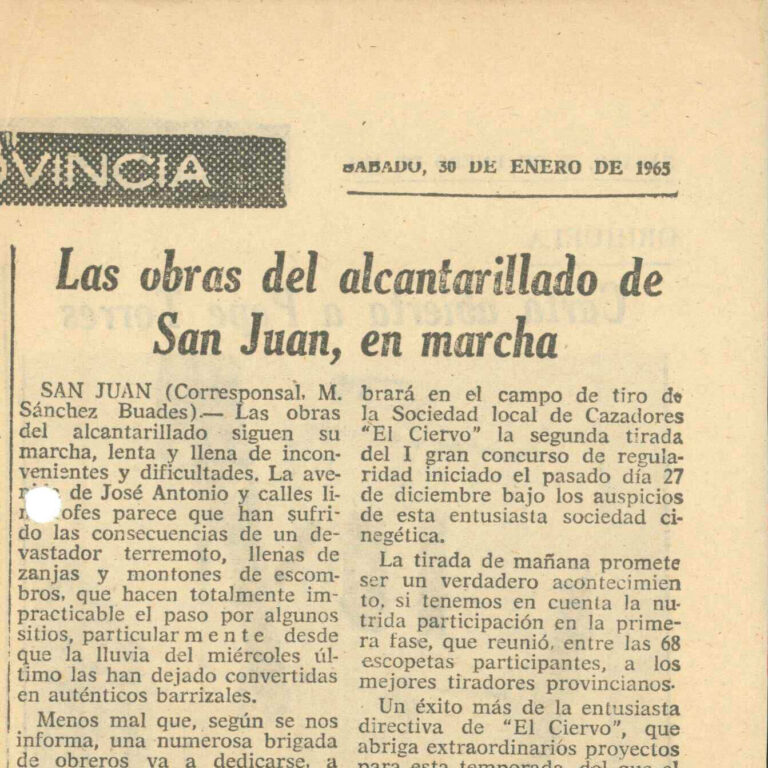 OVINCIA
SABADO, 30 DE ENERO DE 1965
Las obras del alcantarillado de
San Juan, en marcha
SAN JUAN (Corresponsal, M.
Sánchez Buades).— Las obras
del alcantarillado siguen su
marcha, lenta y llena de incon-
venientes y dificultades. La ave-
de José Antonio y calles li-
ofes parece que han sufri-
do las consecuencias de un de-
vastador terremoto, llenas de
zanjas y montones de escom-
bros, que hacen totalmente im-
practicable el paso por algunos
sitios, particularmente desde
que la lluvia del miércoles úl-
timo las han dejado convertidas
en auténticos barrizales.
Menos mal que, según se nos
informa, una numerosa brigada
de obreros va a dedicarse, a
brará en el campo de tiro de
la Sociedad local de Cazadores
"El Ciervo" la segunda tirada
del I gran concurso de regula-
ridad iniciado el pasado día 27
de diciembre bajo los auspicios
de esta entusiasta sociedad ci-
negética.
La tirada de mañana promete
ser un verdadero acontecimien
to, si tenemos en cuenta la nu-
trida participación en la prime-
ra fase, que reunió, entre las 68
escopetas participantes, a los
mejores tiradores provincianos.
Un éxito más de la entusiasta
directiva de "El Ciervo", que
abriga extraordinarios proyectos
para esta temporada, del que el